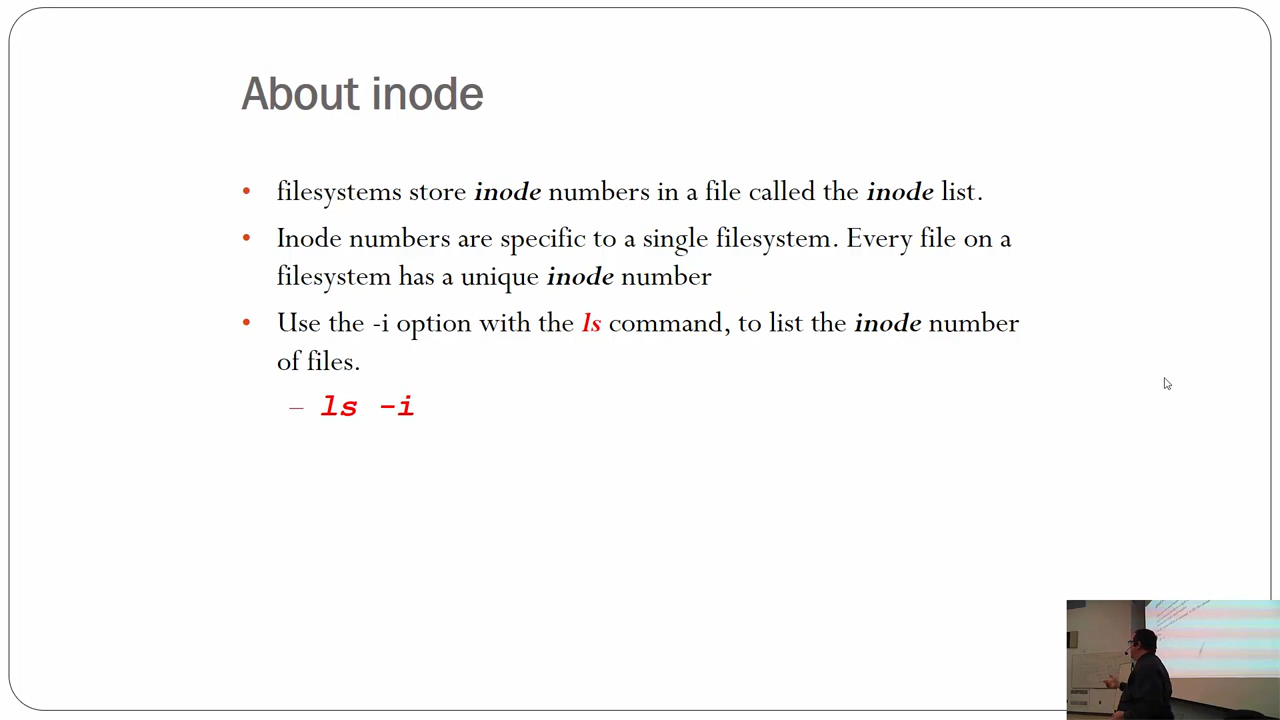 About inode
• filesystems store inode numbers in a file called the inode list.
• Inode numbers are specific to a single filesystem. Every file on a
filesystem has a unique inode number
• Use the -i option with the ls command, to list the inode number
of files.
– ls -i